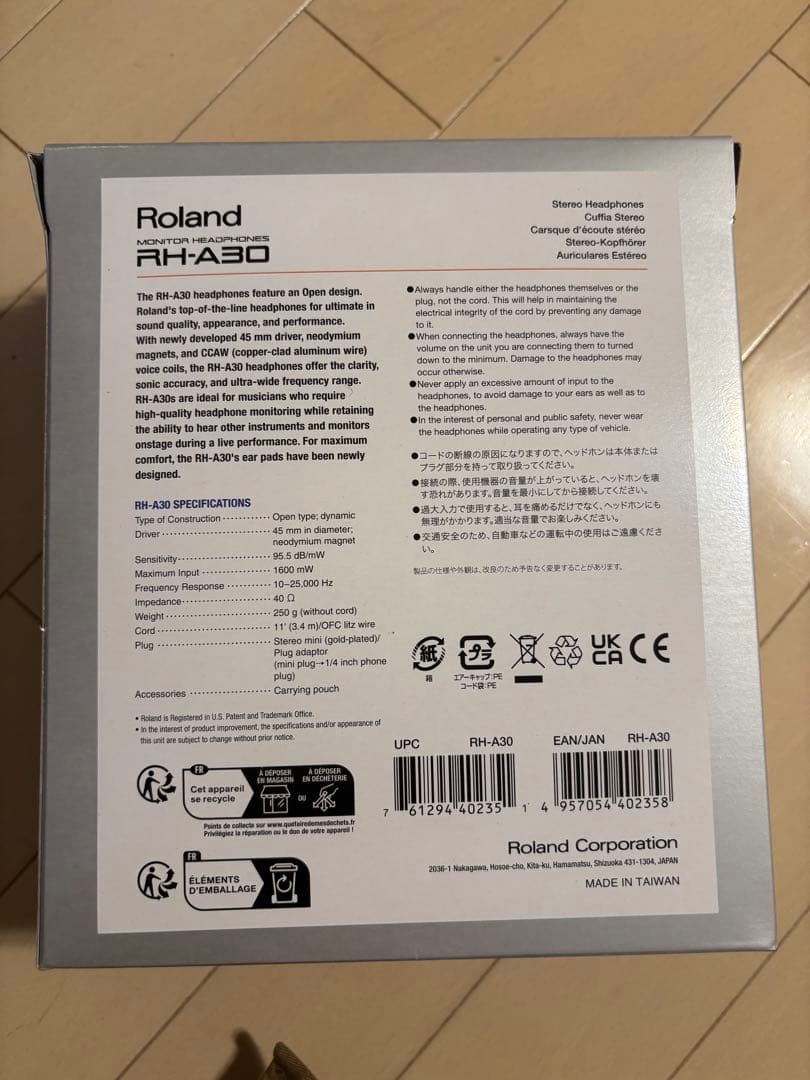 Roland
MONITOR HEADPHONES
RH-A30
Stereo Headphones
Cuffia Stereo
Carsque d'écoute stéréo
Stereo-Kopfhörer
Auriculares Estéreo
The RH-A30 headphones feature an Open design.
Roland's top-of-the-line headphones for ultimate in
sound quality, appearance, and performance.
With newly developed 45 mm driver, neodymium
magnets, and CCAW (copper-clad aluminum wire)
voice coils, the RH-A30 headphones offer the clarity,
sonic accuracy, and ultra-wide frequency range.
RH-A30s are ideal for musicians who require
high-quality headphone monitoring while retaining
the ability to hear other instruments and monitors
onstage during a live performance. For maximum
comfort, the RH-A30's ear pads have been newly
designed.
RH-A30 SPECIFICATIONS
Type of Construction ··········· Open type; dynamic
Driver ························ 45 mm in diameter;
neodymium magnet
Sensitivity ····················· 95.5 dB/mW
Maximum Input ················ 1600 mW
Frequency Response ··········· 10–25,000 Hz
Impedance ···················· 40 Ω
Weight ························ 250 g (without cord)
Cord ·························· 11' (3.4 m)/OFC litz wire
Plug ·························· Stereo mini (gold-plated)/
Plug adaptor
(mini plug→1/4 inch phone
plug)
Accessories ··················· Carrying pouch
• Roland is Registered in U.S. Patent and Trademark Office.
• In the interest of product improvement, the specifications and/or appearance of
this unit are subject to change without prior notice.
●Always handle either the headphones themselves or the
plug, not the cord. This will help in maintaining the
electrical integrity of the cord by preventing any damage
to it.
●When connecting the headphones, always have the
volume on the unit you are connecting them to turned
down to the minimum. Damage to the headphones may
occur otherwise.
●Never apply an excessive amount of input to the
headphones, to avoid damage to your ears as well as to
the headphones.
●In the interest of personal and public safety, never wear
the headphones while operating any type of vehicle.
●コードの断線の原因になりますので、ヘッドホンは本体または
プラグ部分を持って取り扱ってください。
●接続の際、使用機器の音量が上がっていると、ヘッドホンを壊
す恐れがあります。音量を最小にしてから接続してください。
●過大入力で使用すると、耳を痛めるだけでなく、ヘッドホンにも
無理がかかります。適当な音量でお楽しみください。
●交通安全のため、自動車などの運転中の使用はご遠慮くださ
い。
製品の仕様や外観は、改良のため予告なく変更することがあります。
紙
箱
プラ
エアーキャップ:PE
コード袋:PE
UK
CA
CE
FR
Cet appareil
se recycle
À DÉPOSER
EN MAGASIN
OU
À DÉPOSER
EN DÉCHÈTERIE
Points de collecte sur www.quefairedemesdechets.fr
Privilégiez la réparation ou le don de votre appareil !
FR
ÉLÉMENTS
D'EMBALLAGE
UPC RH-A30
7 61294 40235 1
EAN/JAN RH-A30
4 957054 402358
Roland Corporation
2036-1 Nakagawa, Hosoe-cho, Kita-ku, Hamamatsu, Shizuoka 431-1304, JAPAN
MADE IN TAIWAN